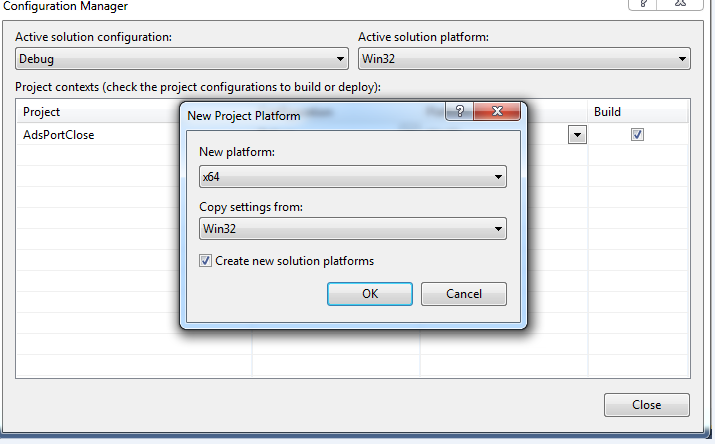 Configuration Manager
?
Active solution configuration:
Active solution platform:
Debug
Win32
Project contexts (check the project configurations to build or deploy):
Project
Build
AdsPortClose
New Project Platform
?
New platform:
x64
Copy settings from:
Win32
Create new solution platforms
OK
Cancel
Close